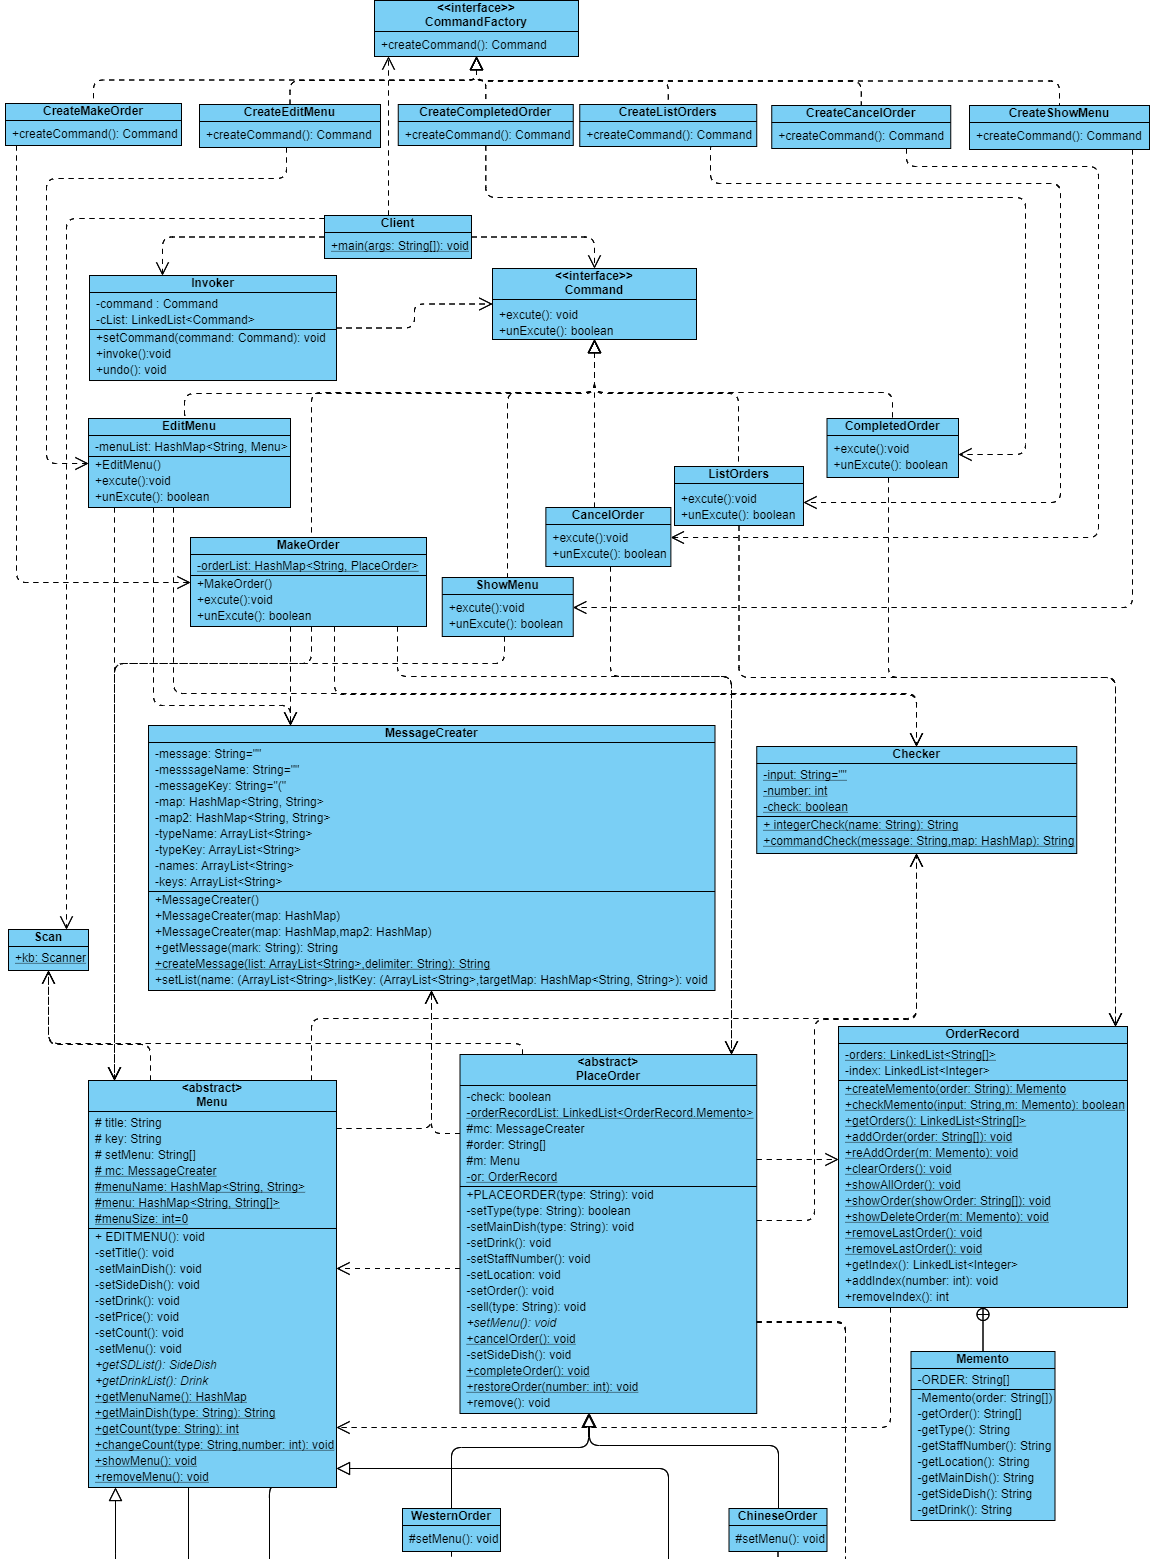 <<interface>>
CommandFactory
+createCommand(): Command
CreateMakeOrder
+createCommand(): Command
CreateEditMenu
+createCommand(): Command
CreateCompletedOrder
+createCommand(): Command
CreateListOrders
+createCommand(): Command
CreateCancelOrder
+createCommand(): Command
CreateShowMenu
+createCommand(): Command
Client
+main(args: String[]): void
Invoker
-command : Command
-cList: LinkedList<Command>
+setCommand(command: Command): void
+invoke():void
+undo(): void
<<interface>>
Command
+excute(): void
+unExcute(): boolean
EditMenu
-menuList: HashMap<String, Menu>
+EditMenu()
+excute():void
+unExcute(): boolean
CompletedOrder
+excute():void
+unExcute(): boolean
ListOrders
+excute():void
+unExcute(): boolean
CancelOrder
+excute():void
+unExcute(): boolean
MakeOrder
-orderList: HashMap<String, PlaceOrder>
+MakeOrder()
+excute():void
+unExcute(): boolean
ShowMenu
+excute():void
+unExcute(): boolean
MessageCreater
-message: String=""
-messsageName: String=""
-messageKey: String="("
-map: HashMap<String, String>
-map2: HashMap<String, String>
-typeName: ArrayList<String>
-typeKey: ArrayList<String>
-names: ArrayList<String>
-keys: ArrayList<String>
+MessageCreater()
+MessageCreater(map: HashMap)
+MessageCreater(map: HashMap,map2: HashMap)
+getMessage(mark: String): String
+createMessage(list: ArrayList<String>,delimiter: String): String
+setList(name: (ArrayList<String>,listKey: (ArrayList<String>,targetMap: HashMap<String, String>): void
Checker
-input: String=""
-number: int
-check: boolean
+ integerCheck(name: String): String
+commandCheck(message: String,map: HashMap): String
Scan
+kb: Scanner
<abstract>
Menu
# title: String
# key: String
# setMenu: String[]
# mc: MessageCreater
#menuName: HashMap<String, String>
#menu: HashMap<String, String[]>
#menuSize: int=0
+ EDITMENU(): void
-setTitle(): void
-setMainDish(): void
-setSideDish(): void
-setDrink(): void
-setPrice(): void
-setCount(): void
-setMenu(): void
+getSDList(): SideDish
+getDrinkList(): Drink
+getMenuName(): HashMap
+getMainDish(type: String): String
+getCount(type: String): int
+changeCount(type: String,number: int): void
+showMenu(): void
+removeMenu(): void
<abstract>
PlaceOrder
-check: boolean
-orderRecordList: LinkedList<OrderRecord.Memento>
#mc: MessageCreater
#order: String[]
#m: Menu
-or: OrderRecord
+PLACEORDER(type: String): void
-setType(type: String): boolean
-setMainDish(type: String): void
-setDrink(): void
-setStaffNumber(): void
-setLocation: void
-setOrder(): void
-sell(type: String): void
+setMenu(): void
+cancelOrder(): void
-setSideDish(): void
+completeOrder(): void
+restoreOrder(number: int): void
+remove(): void
OrderRecord
-orders: LinkedList<String[]>
-index: LinkedList<Integer>
+createMemento(order: String): Memento
+checkMemento(input: String,m: Memento): boolean
+getOrders(): LinkedList<String[]>
+addOrder(order: String[]): void
+reAddOrder(m: Memento): void
+clearOrders(): void
+showAllOrder(): void
+showOrder(showOrder: String[]): void
+showDeleteOrder(m: Memento): void
+removeLastOrder(): void
+removeLastOrder(): void
+getIndex(): LinkedList<Integer>
+addIndex(number: int): void
+removeIndex(): int
Memento
-ORDER: String[]
-Memento(order: String[])
-getOrder(): String[]
-getType(): String
-getStaffNumber(): String
-getLocation(): String
-getMainDish(): String
-getSideDish(): String
-getDrink(): String
WesternOrder
#setMenu(): void
ChineseOrder
#setMenu(): void